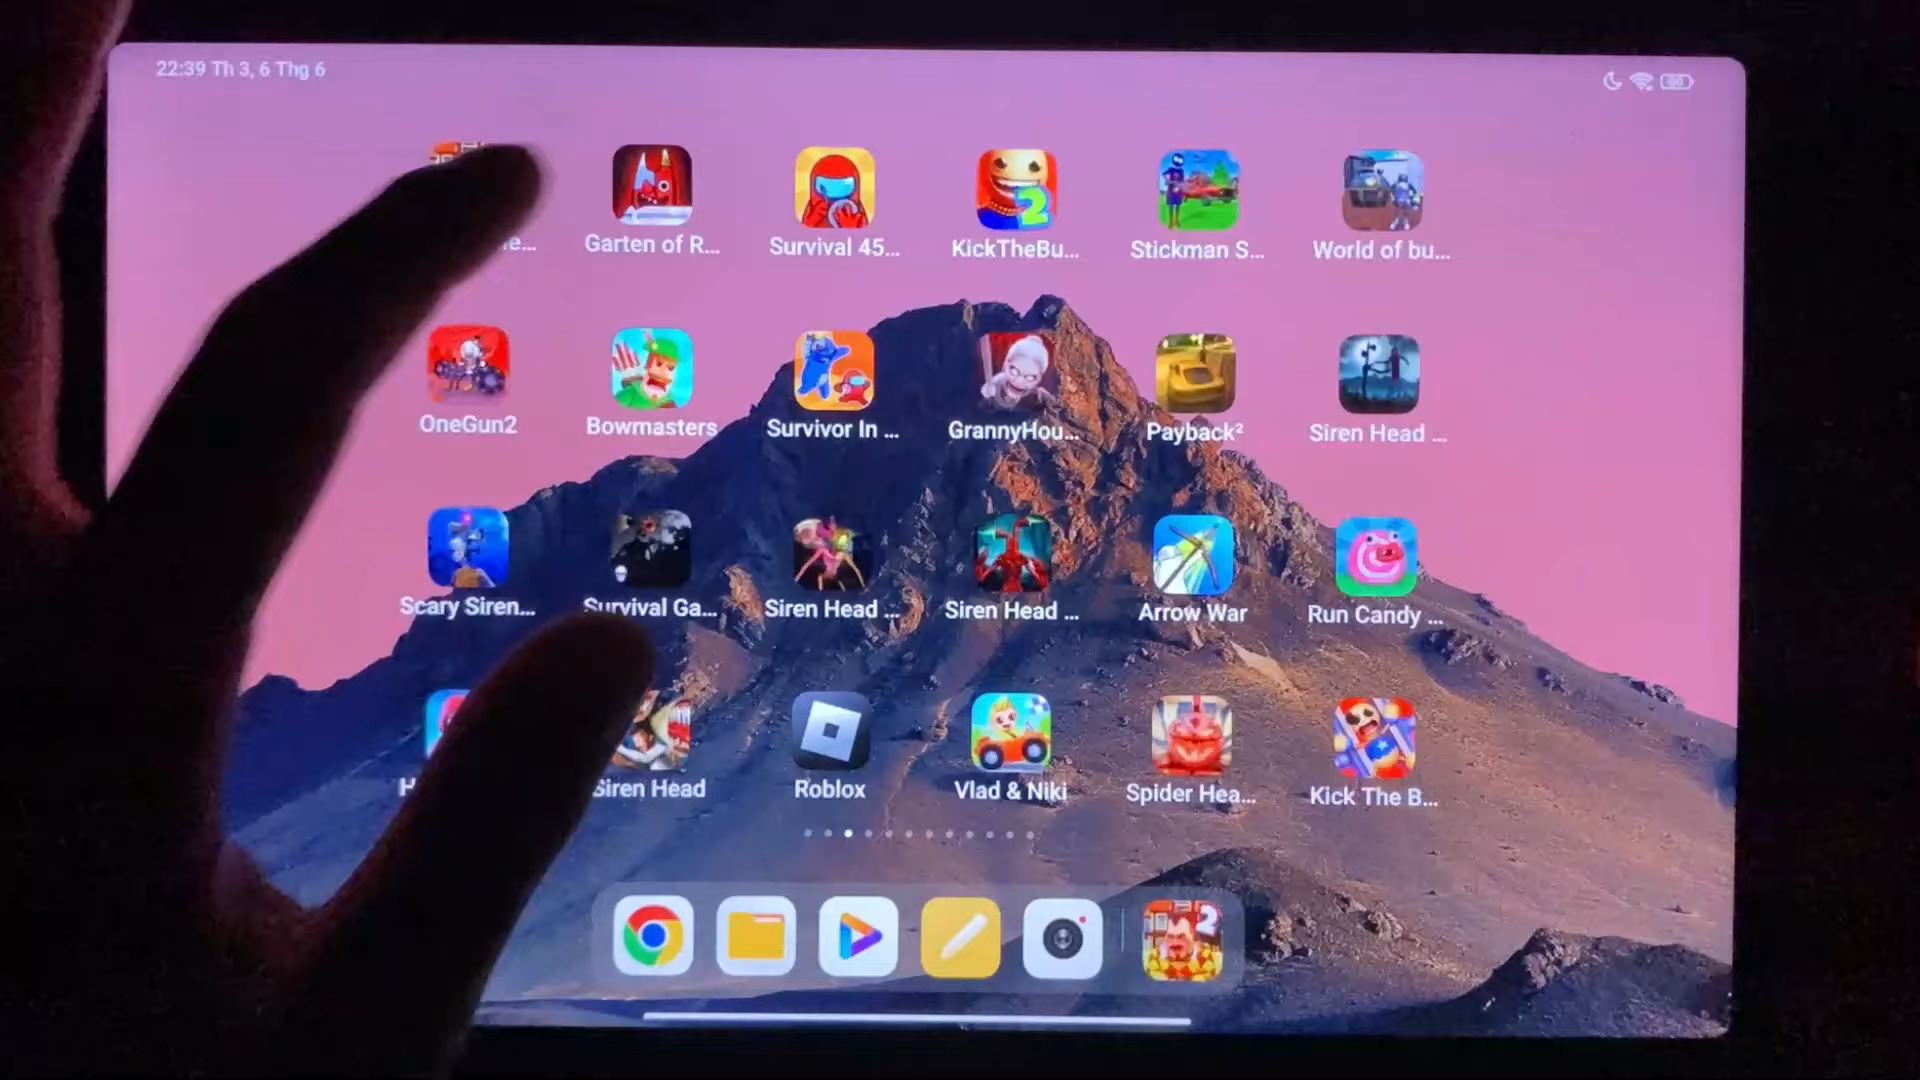 22:39 Th 3, 6 Thg 6
Garten of R...
Survival 45...
KickTheBu...
2
Stickman S...
World of bu...
OneGun2
Bowmasters
Survivor In ...
GrannyHou...
Payback²
Siren Head ...
Scary Siren...
Survival Ga...
Siren Head ...
Siren Head ...
Arrow War
Run Candy ...
Siren Head
Roblox
Vlad & Niki
Spider Hea...
Kick The B...
2